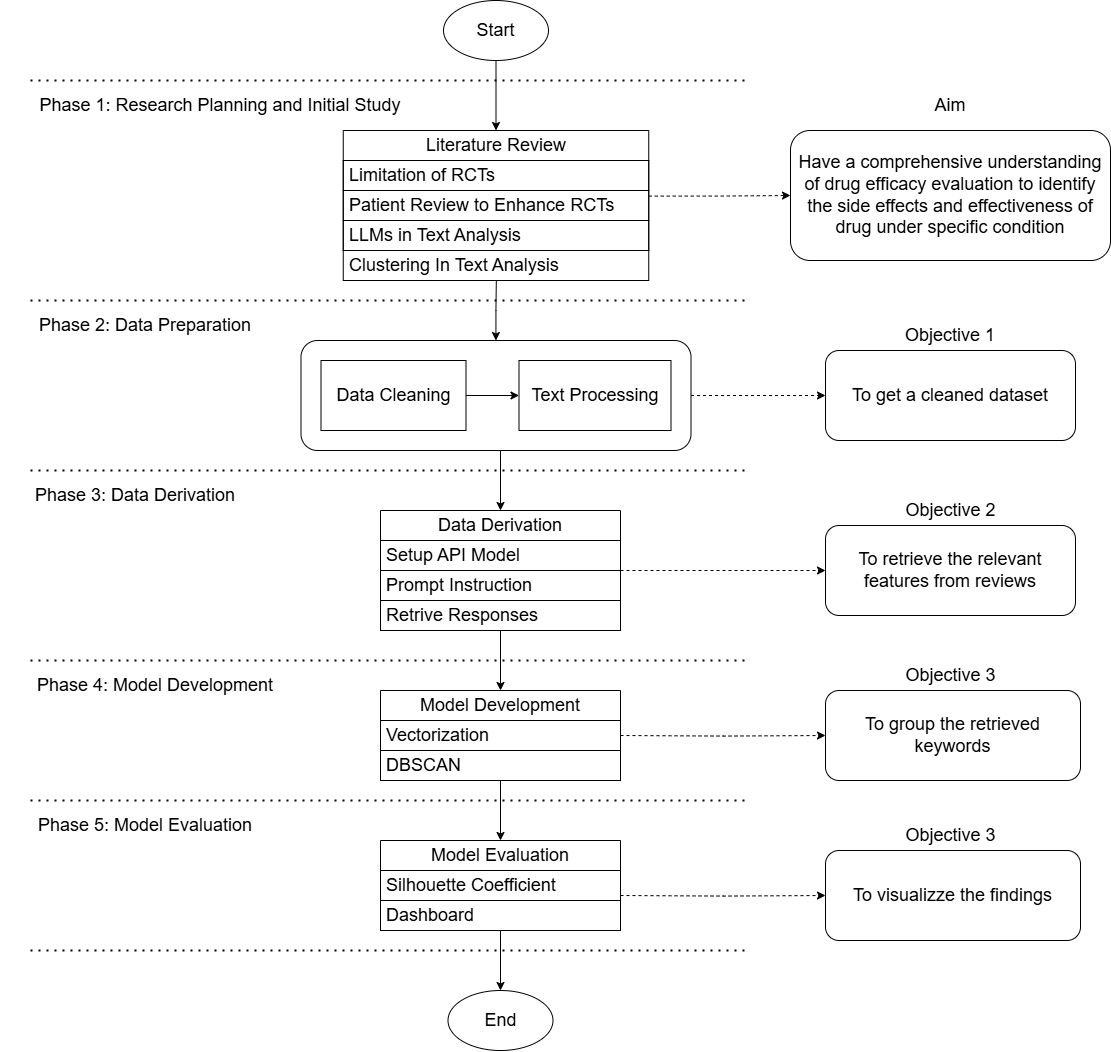 Start
Phase 1: Research Planning and Initial Study
Aim
Literature Review
Limitation of RCTs
Patient Review to Enhance RCTs
LLMs in Text Analysis
Clustering In Text Analysis
Have a comprehensive understanding
of drug efficacy evaluation to identify
the side effects and effectiveness of
drug under specific condition
Phase 2: Data Preparation
Objective 1
Data Cleaning
Text Processing
To get a cleaned dataset
Phase 3: Data Derivation
Objective 2
Data Derivation
Setup API Model
Prompt Instruction
Retrive Responses
To retrieve the relevant
features from reviews
Phase 4: Model Development
Objective 3
Model Development
Vectorization
DBSCAN
To group the retrieved
keywords
Phase 5: Model Evaluation
Objective 3
Model Evaluation
Silhouette Coefficient
Dashboard
To visualizze the findings
End